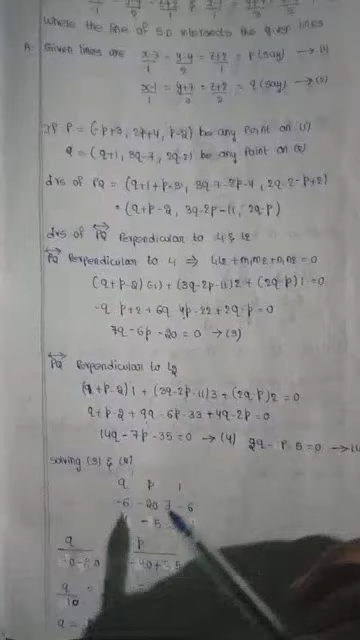 where the line of S.D intersects the given lines
A. Given lines are x-3/-1 = y-4/2 = z+2/1 = p (say) → (1)
x-1/1 = y+7/3 = z+2/2 = q (say) → (2)
If P = (-p+3, 2p+4, p-2) be any point on (1)
Q = (q+1, 3q-7, 2q-2) be any point on (2)
drs of PQ = (q+1+p-3, 3q-7-2p-4, 2q-2-p+2)
= (q+p-2, 3q-2p-11, 2q-p)
drs of PQ Perpendicular to L1 & L2
PQ Perpendicular to L1 ⇒ l1l2+m1m2+n1n2 = 0
(q+p-2)(-1) + (3q-2p-11)2 + (2q-p)1 = 0
-q-p+2+6q-4p-22+2q-p = 0
7q-6p-20 = 0 → (3)
PQ Perpendicular to L2
(q+p-2)1 + (3q-2p-11)3 + (2q-p)2 = 0
q+p-2+9q-6p-33+4q-2p = 0
14q-7p-35 = 0 → (4) 2q-p-5 = 0
solving (3) & (4)
q p 1
-6 -20 7 -6
-5
q p
-40+35
q =
10
q =